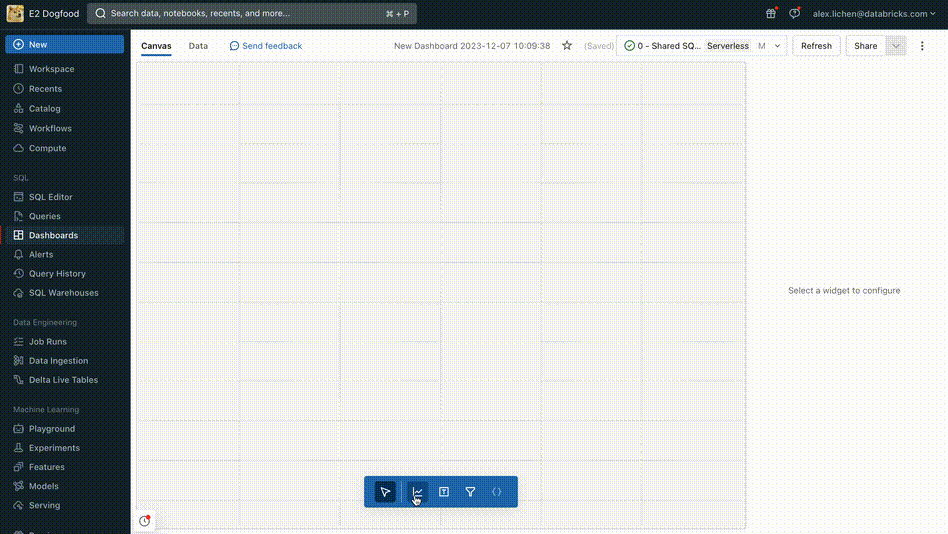 E2 Dogfood
Search data, notebooks, recents, and more...
⌘ + P
alex.lichen@databricks.com
New
Workspace
Recents
Catalog
Workflows
Compute
SQL
SQL Editor
Queries
Dashboards
Alerts
Query History
SQL Warehouses
Data Engineering
Job Runs
Data Ingestion
Delta Live Tables
Machine Learning
Playground
Experiments
Features
Models
Serving
Canvas
Data
Send feedback
New Dashboard 2023-12-07 10:09:38
(Saved)
0 - Shared SQ... Serverless M
Refresh
Share
Select a widget to configure